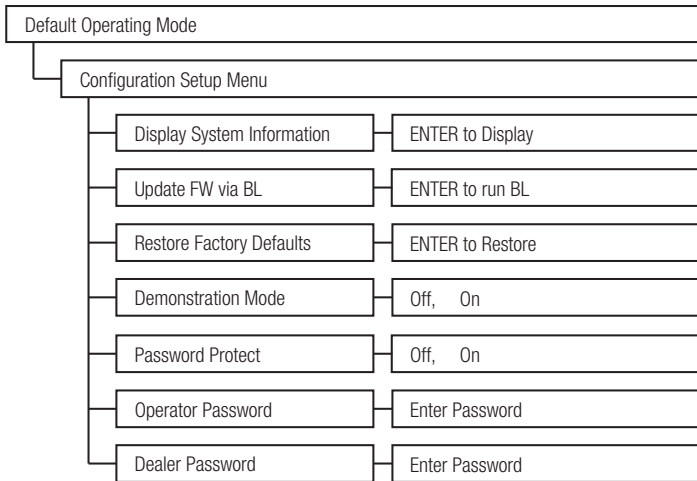 Default Operating Mode
Configuration Setup Menu
Display System Information ENTER to Display
Update FW via BL ENTER to run BL
Restore Factory Defaults ENTER to Restore
Demonstration Mode Off, On
Password Protect Off, On
Operator Password Enter Password
Dealer Password Enter Password